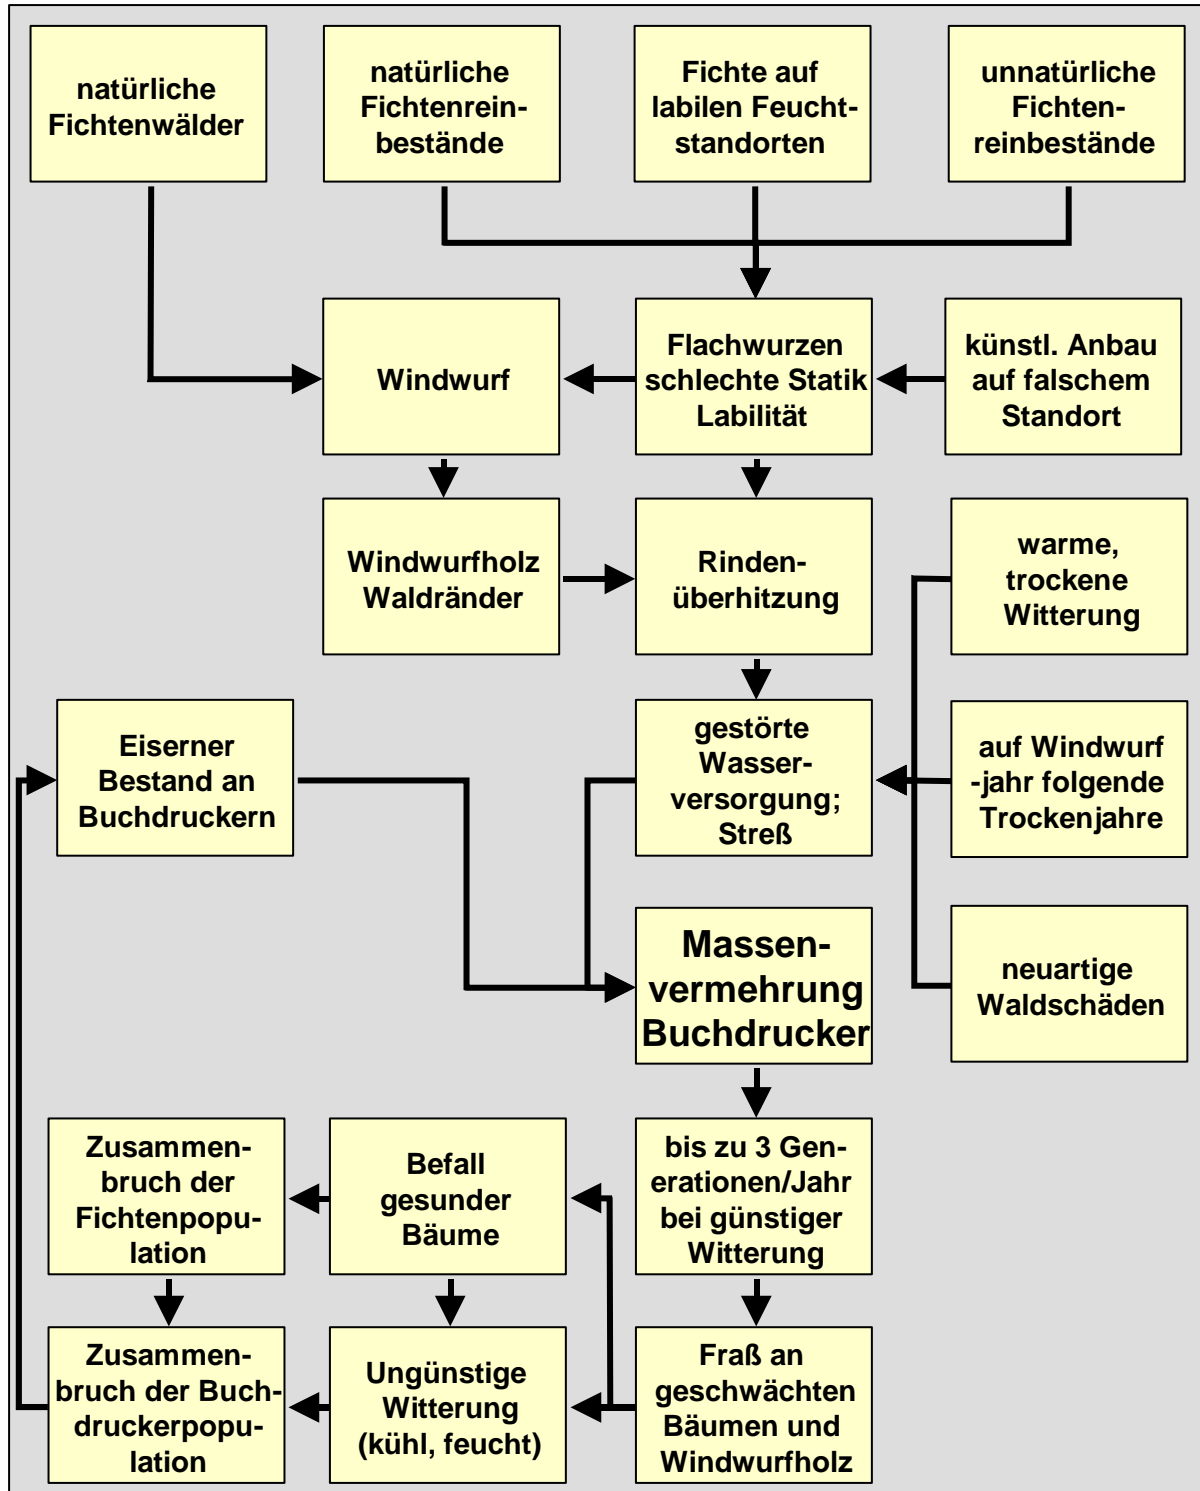 natürliche
Fichtenwälder
natürliche
Fichtenrein-
bestände
Fichte auf
labilen Feucht-
standorten
unnatürliche
Fichten-
reinbestände
Windwurf
Flachwurzen
schlechte Statik
Labilität
künstl. Anbau
auf falschem
Standort
Windwurfholz
Waldränder
Rinden-
überhitzung
warme,
trockene
Witterung
Eiserner
Bestand an
Buchdruckern
gestörte
Wasser-
versorgung;
Streß
auf Windwurf
-jahr folgende
Trockenjahre
Massen-
vermehrung
Buchdrucker
neuartige
Waldschäden
Zusammen-
bruch der
Fichtenpopu-
lation
Befall
gesunder
Bäume
bis zu 3 Gen-
erationen/Jahr
bei günstiger
Witterung
Zusammen-
bruch der Buch-
druckerpopu-
lation
Ungünstige
Witterung
(kühl, feucht)
Fraß an
geschwächten
Bäumen und
Windwurfholz